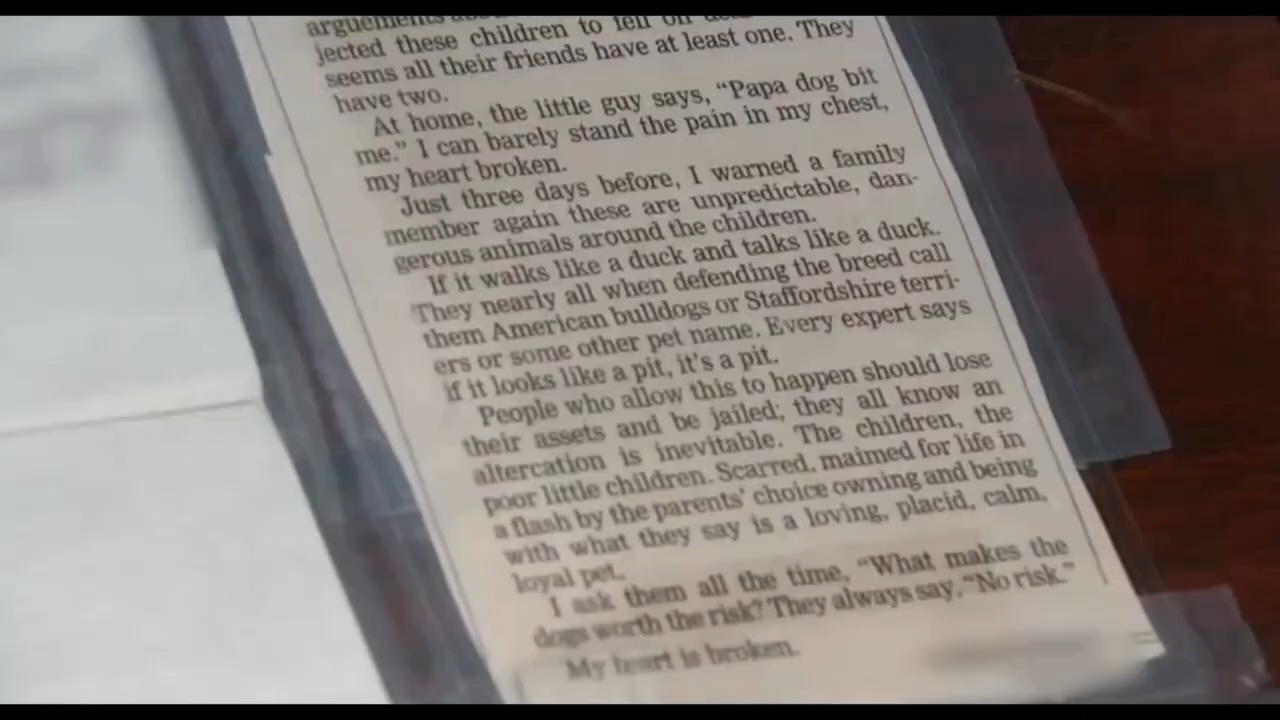 arguements
jected these children to fell on
seems all their friends have at least one. They
have two.
At home, the little guy says, “Papa dog bit
me.” I can barely stand the pain in my chest,
my heart broken.
Just three days before, I warned a family
member again these are unpredictable, dan-
gerous animals around the children.
If it walks like a duck and talks like a duck.
They nearly all when defending the breed call
them American bulldogs or Staffordshire terri-
ers or some other pet name. Every expert says
if it looks like a pit, it’s a pit.
People who allow this to happen should lose
their assets and be jailed; they all know an
altercation is inevitable. The children, the
poor little children. Scarred, maimed for life in
a flash by the parents’ choice owning and being
with what they say is a loving, placid, calm,
loyal pet.
I ask them all the time, “What makes the
dogs worth the risk? They always say, “No risk.”
My heart is broken.